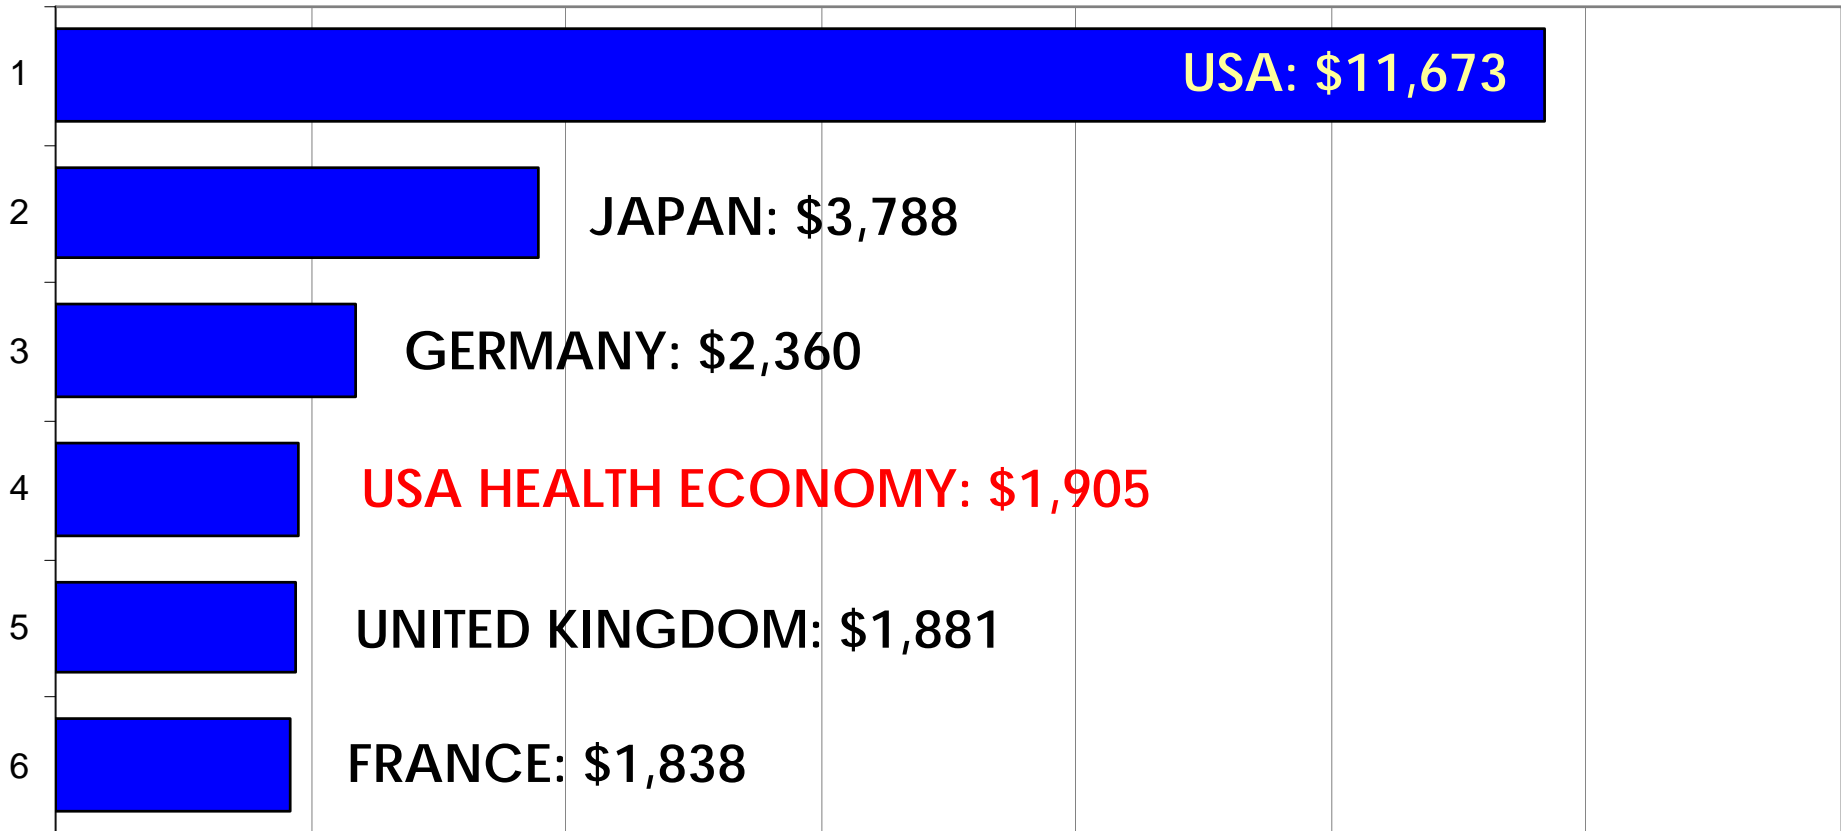 1 USA: $11,673
2 JAPAN: $3,788
3 GERMANY: $2,360
4 USA HEALTH ECONOMY: $1,905
5 UNITED KINGDOM: $1,881
6 FRANCE: $1,838